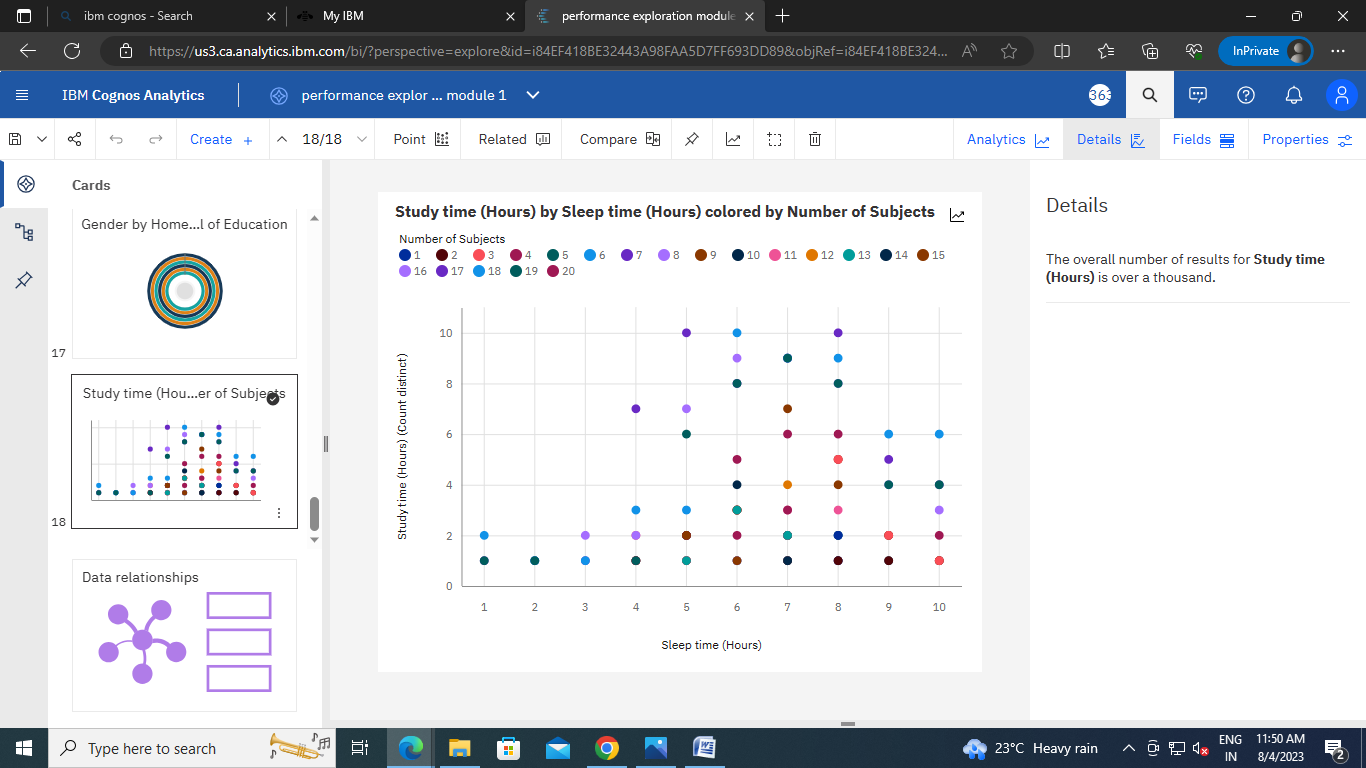 ibm cognos - Search
My IBM
performance exploration module
https://us3.ca.analytics.ibm.com/bi/?perspective=explore&id=i84EF418BE32443A98FAA5D7FF693DD89&objRef=i84EF418BE324...
InPrivate
IBM Cognos Analytics
performance explor ... module 1
363
Create +
18/18
Point
Related
Compare
Analytics
Details
Fields
Properties
Cards
Gender by Home...l of Education
17
Study time (Hou...er of Subjects
18
Data relationships
Study time (Hours) by Sleep time (Hours) colored by Number of Subjects
Number of Subjects
1 2 3 4 5 6 7 8 9 10 11 12 13 14 15
16 17 18 19 20
Study time (Hours) (Count distinct)
10
8
6
4
2
0
1 2 3 4 5 6 7 8 9 10
Sleep time (Hours)
Details
The overall number of results for Study time
(Hours) is over a thousand.
Type here to search
W
23°C Heavy rain
ENG
IN
11:50 AM
8/4/2023
2